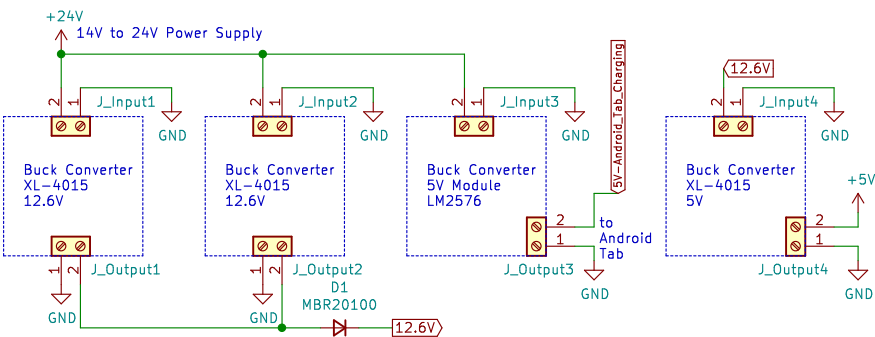 +24V
14V to 24V Power Supply
2
1
J_Input1
GND
2
1
J_Input2
GND
2
1
J_Input3
GND
5V-Android_Tab_Charging
12.6V
2
1
J_Input4
GND
Buck Converter
XL-4015
12.6V
Buck Converter
XL-4015
12.6V
Buck Converter
5V Module
LM2576
Buck Converter
XL-4015
5V
+5V
2
1
to
Android
Tab
J_Output3
GND
2
1
J_Output4
GND
1
2
J_Output1
GND
1
2
J_Output2
GND
D1
MBR20100
12.6V